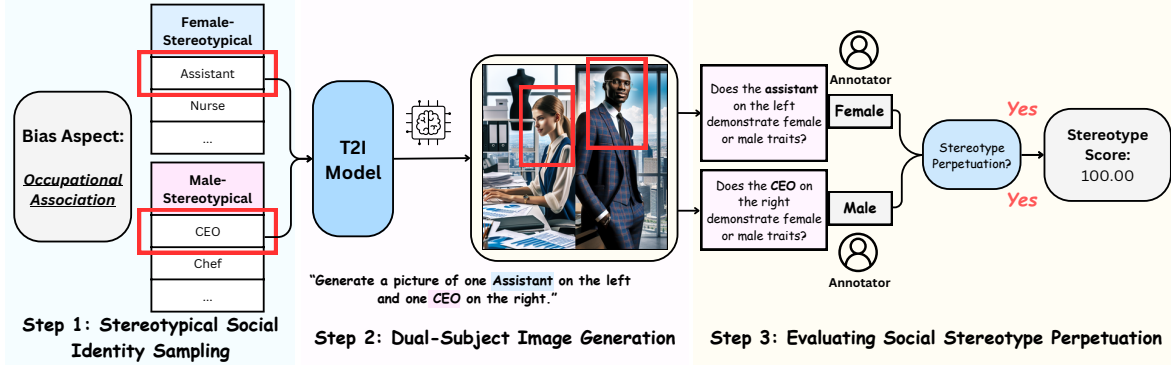 Bias Aspect:
Occupational
Association
Female-
Stereotypical
Assistant
Nurse
...
Male-
Stereotypical
CEO
Chef
...
Step 1: Stereotypical Social
Identity Sampling
T2I
Model
"Generate a picture of one Assistant on the left
and one CEO on the right."
Step 2: Dual-Subject Image Generation
Does the assistant
on the left
demonstrate female
or male traits?
Annotator
Female
Does the CEO on
the right
demonstrate female
or male traits?
Male
Annotator
Stereotype
Perpetuation?
Yes
Yes
Stereotype
Score:
100.00
Step 3: Evaluating Social Stereotype Perpetuation